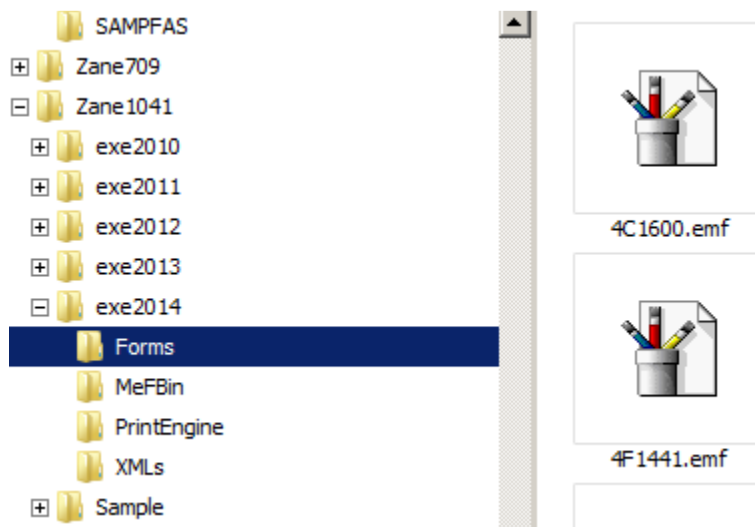 SAMPFAS
Zane709
Zane1041
exe2010
exe2011
exe2012
exe2013
exe2014
Forms
MeFBin
PrintEngine
XMLs
Sample
4C1600.emf
4F1441.emf